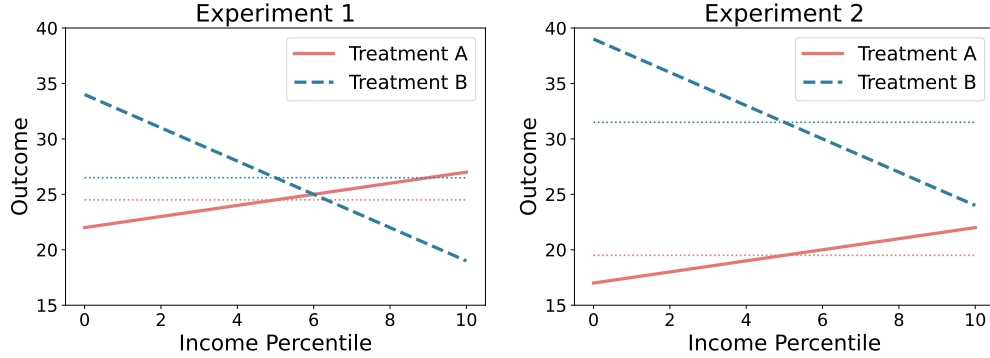 Experiment 1
Outcome
40
35
30
25
20
15
Treatment A
Treatment B
0 2 4 6 8 10
Income Percentile
Experiment 2
Outcome
40
35
30
25
20
15
Treatment A
Treatment B
0 2 4 6 8 10
Income Percentile